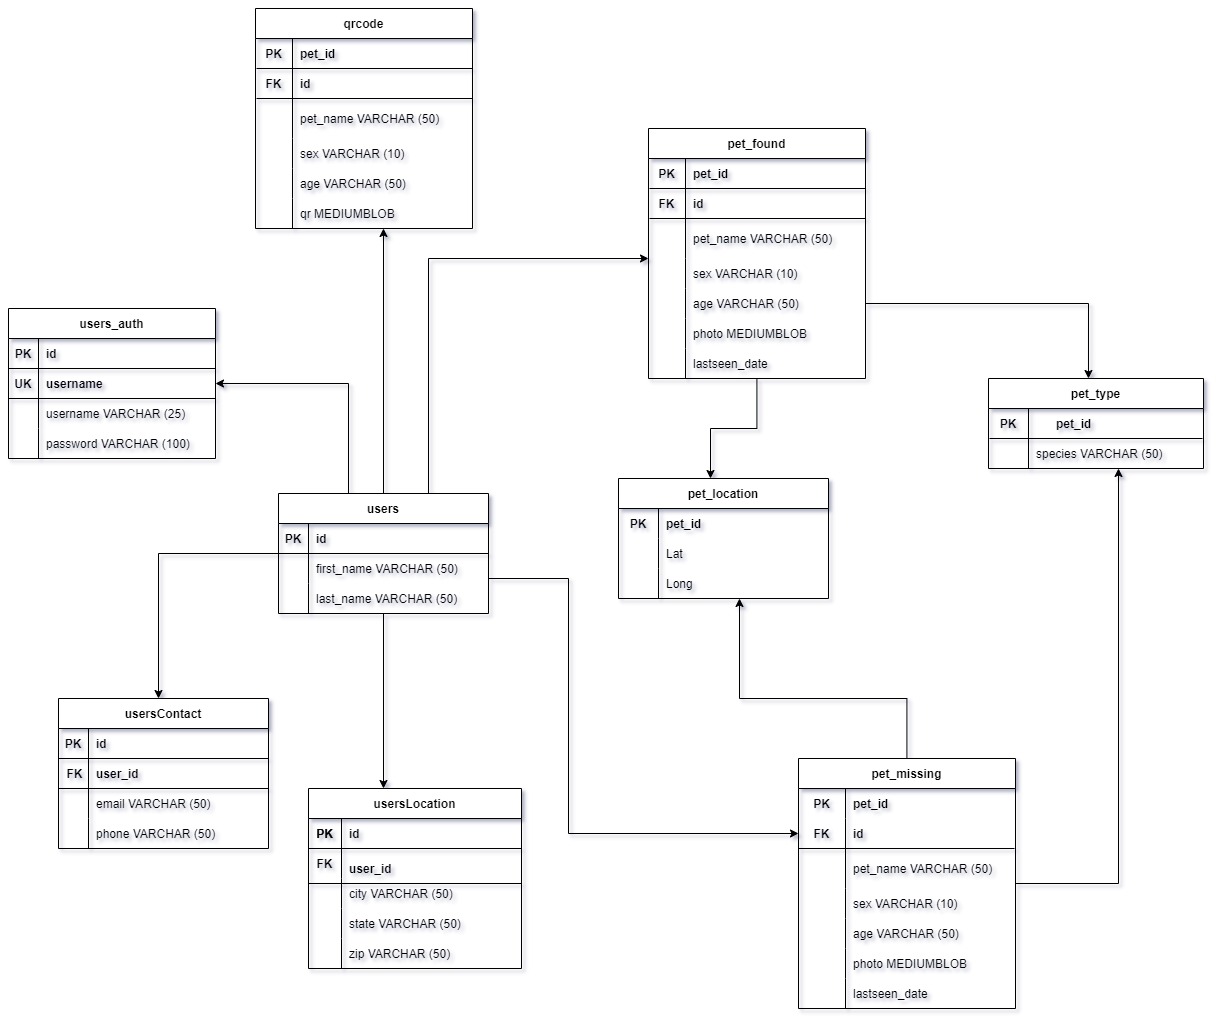 qrcode
PK pet_id
FK id
pet_name VARCHAR (50)
sex VARCHAR (10)
age VARCHAR (50)
qr MEDIUMBLOB
pet_found
PK pet_id
FK id
pet_name VARCHAR (50)
sex VARCHAR (10)
age VARCHAR (50)
photo MEDIUMBLOB
lastseen_date
users_auth
PK id
UK username
username VARCHAR (25)
password VARCHAR (100)
pet_type
PK pet_id
species VARCHAR (50)
pet_location
PK pet_id
Lat
Long
users
PK id
first_name VARCHAR (50)
last_name VARCHAR (50)
usersContact
PK id
FK user_id
email VARCHAR (50)
phone VARCHAR (50)
usersLocation
PK id
FK user_id
city VARCHAR (50)
state VARCHAR (50)
zip VARCHAR (50)
pet_missing
PK pet_id
FK id
pet_name VARCHAR (50)
sex VARCHAR (10)
age VARCHAR (50)
photo MEDIUMBLOB
lastseen_date